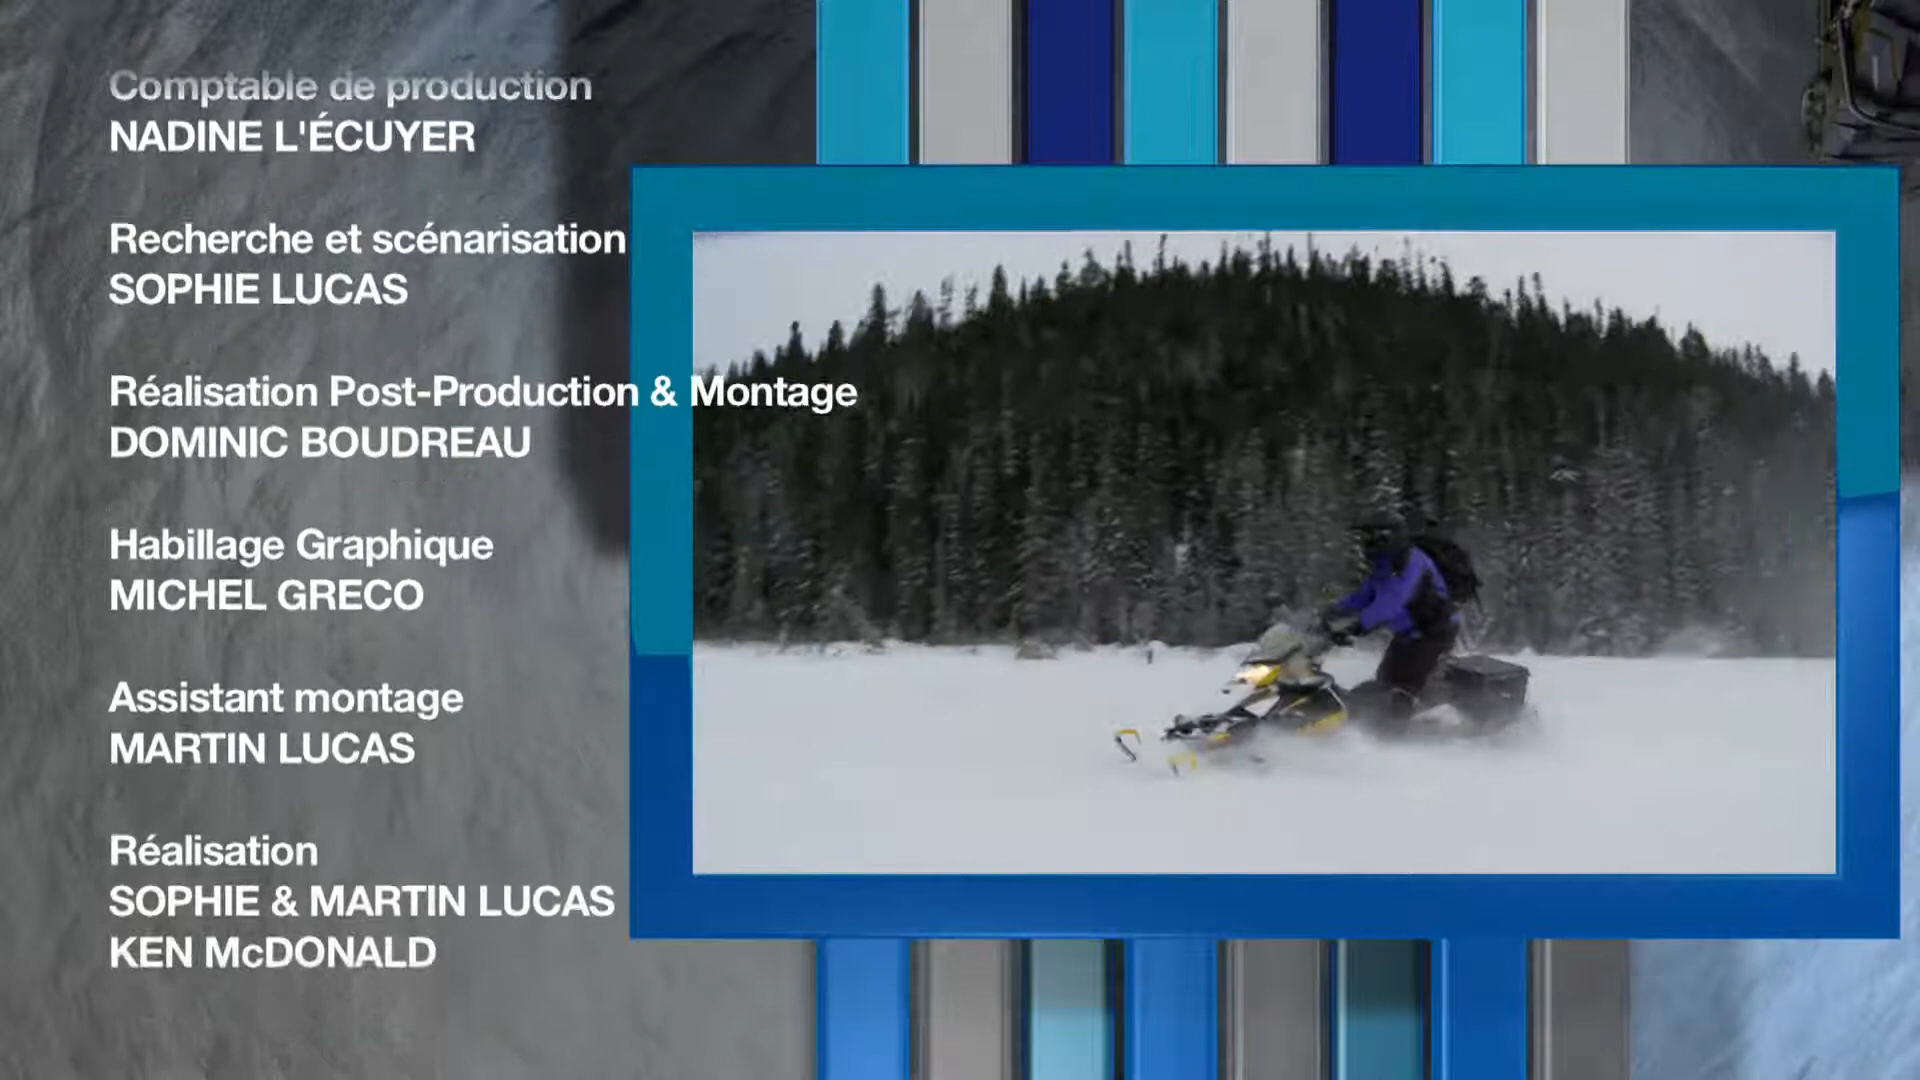 Comptable de production
NADINE L'ÉCUYER
Recherche et scénarisation
SOPHIE LUCAS
Réalisation Post-Production & Montage
DOMINIC BOUDREAU
Habillage Graphique
MICHEL GRECO
Assistant montage
MARTIN LUCAS
Réalisation
SOPHIE & MARTIN LUCAS
KEN McDONALD